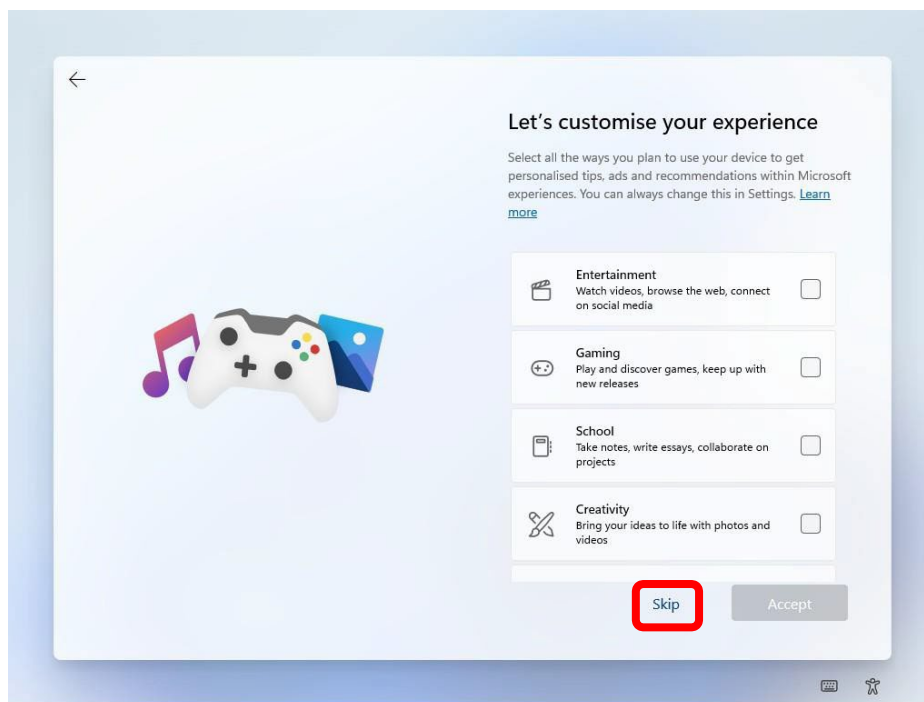 Let's customise your experience
Select all the ways you plan to use your device to get
personalised tips, ads and recommendations within Microsoft
experiences. You can always change this in Settings. Learn
more
Entertainment
Watch videos, browse the web, connect
on social media
Gaming
Play and discover games, keep up with
new releases
School
Take notes, write essays, collaborate on
projects
Creativity
Bring your ideas to life with photos and
videos
Skip
Accept